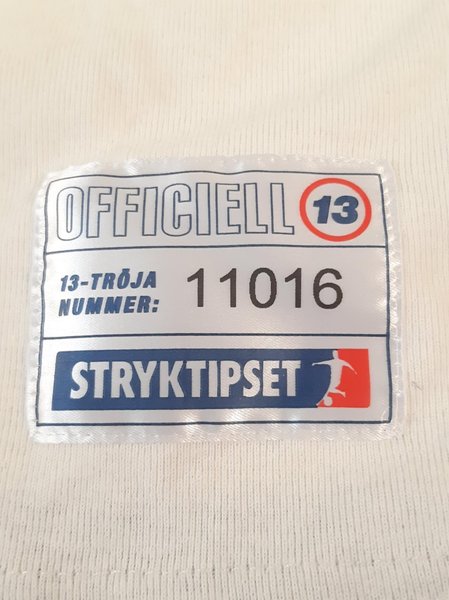 OFFICIELL 13
13-TRÖJA
NUMMER: 11016
STRYKTIPSET